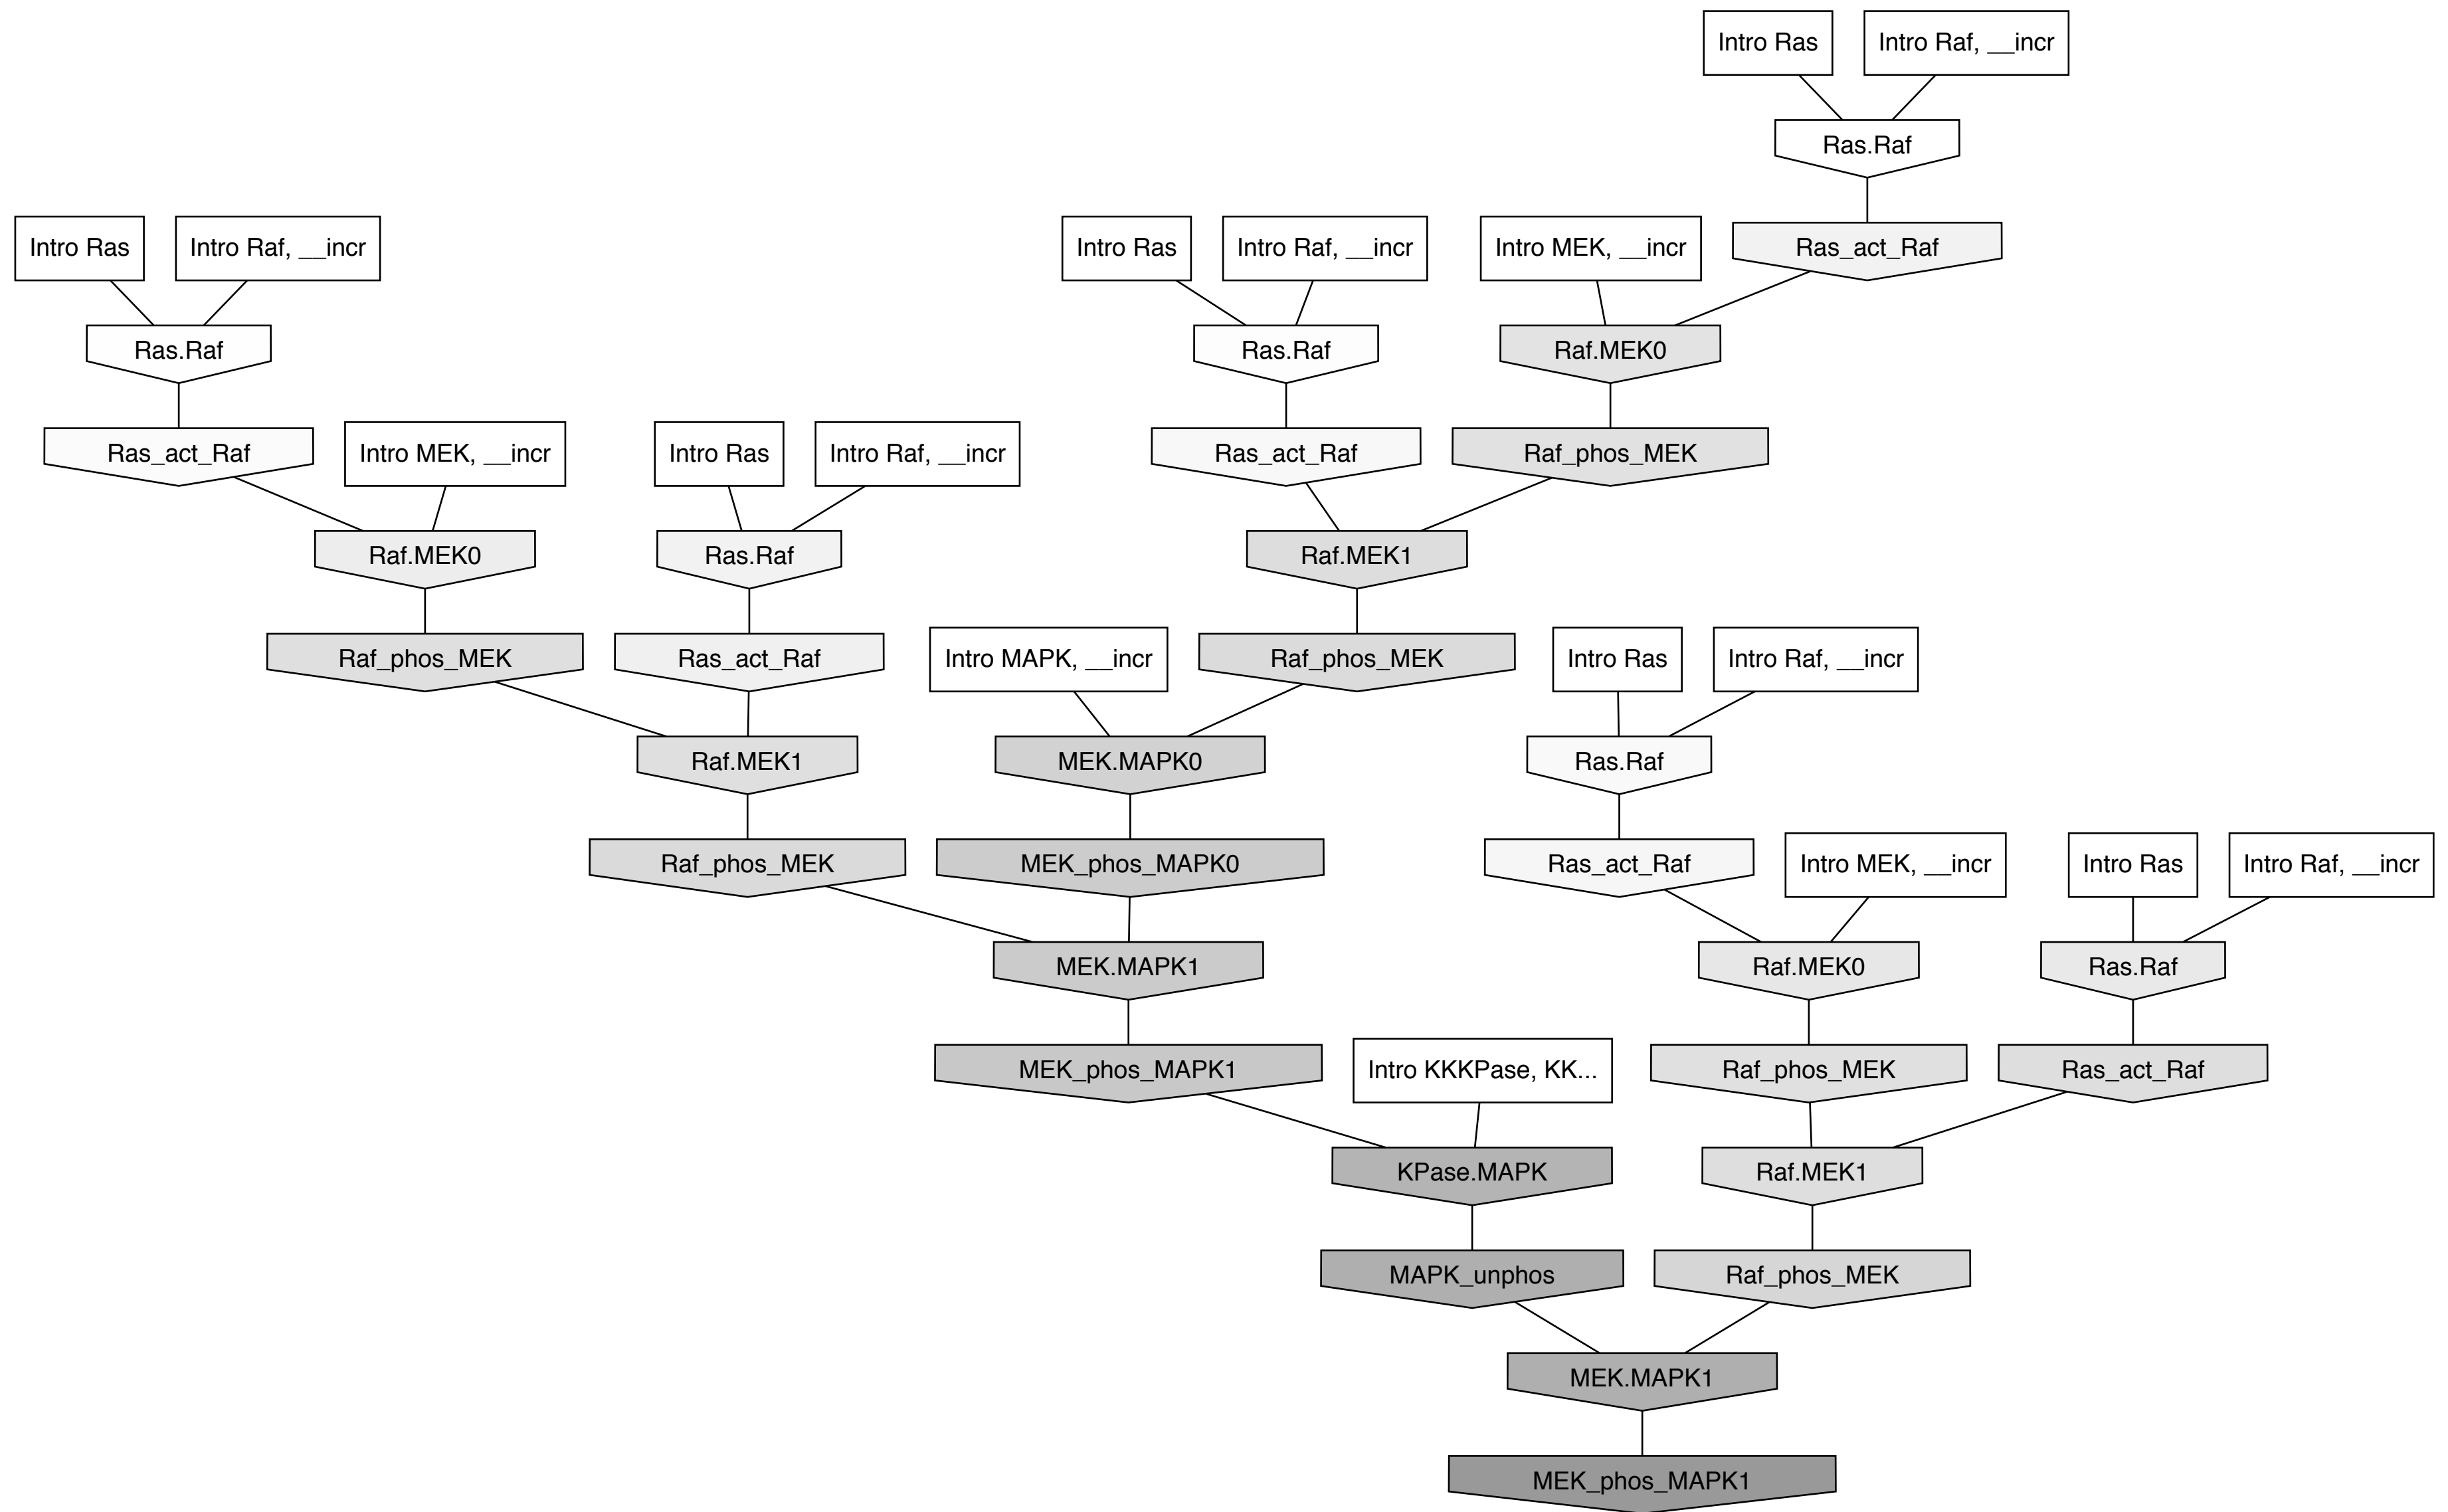 Intro Ras
Intro Raf, __incr
Ras.Raf
Intro Ras
Intro Raf, __incr
Intro Ras
Intro Raf, __incr
Intro MEK, __incr
Ras_act_Raf
Ras.Raf
Ras.Raf
Raf.MEK0
Ras_act_Raf
Intro MEK, __incr
Intro Ras
Intro Raf, __incr
Ras_act_Raf
Raf_phos_MEK
Raf.MEK0
Ras.Raf
Raf.MEK1
Raf_phos_MEK
Ras_act_Raf
Intro MAPK, __incr
Raf_phos_MEK
Intro Ras
Intro Raf, __incr
Raf.MEK1
MEK.MAPK0
Ras.Raf
Raf_phos_MEK
MEK_phos_MAPK0
Ras_act_Raf
Intro MEK, __incr
Intro Ras
Intro Raf, __incr
MEK.MAPK1
Raf.MEK0
Ras.Raf
MEK_phos_MAPK1
Intro KKKPase, KK...
Raf_phos_MEK
Ras_act_Raf
KPase.MAPK
Raf.MEK1
MAPK_unphos
Raf_phos_MEK
MEK.MAPK1
MEK_phos_MAPK1